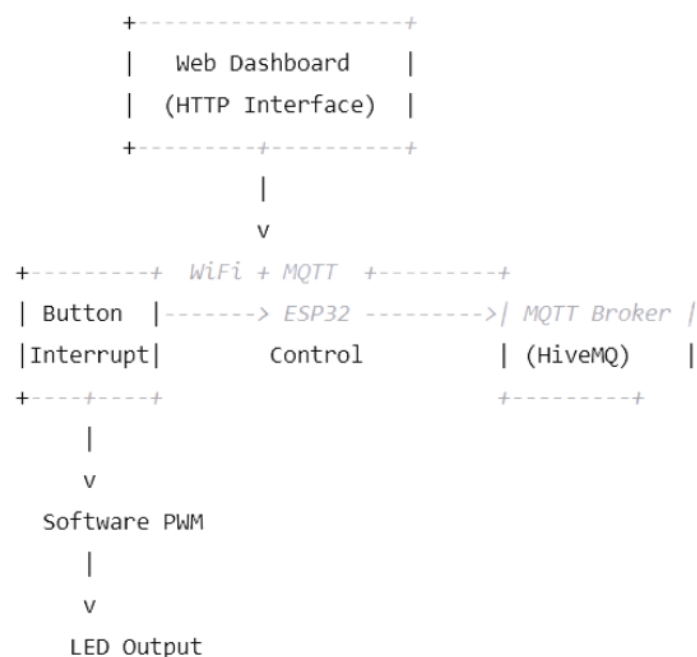 +---------------------+
|   Web Dashboard    |
|  (HTTP Interface)  |
+---------+----------+
|
v
+---------+  WiFi + MQTT  +---------+
| Button  |-------> ESP32 --------->| MQTT Broker |
|Interrupt|        Control          | (HiveMQ)    |
+----+----+                         +---------+
|
v
Software PWM
|
v
LED Output